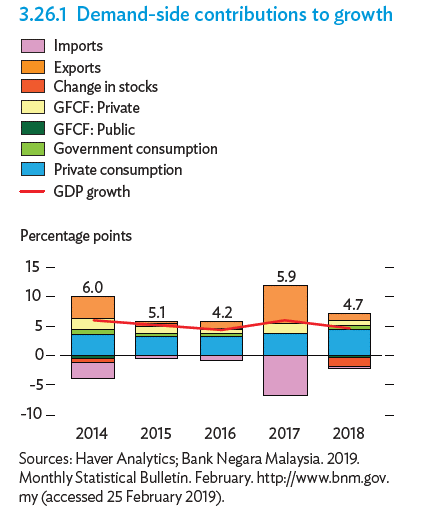 3.26.1 Demand-side contributions to growth
Imports
Exports
Change in stocks
GFCF: Private
GFCF: Public
Government consumption
Private consumption
GDP growth
Percentage points
15
10
5
0
-5
-10
6.0
5.1
4.2
5.9
4.7
2014 2015 2016 2017 2018
Sources: Haver Analytics; Bank Negara Malaysia. 2019.
Monthly Statistical Bulletin. February. http://www.bnm.gov.
my (accessed 25 February 2019).